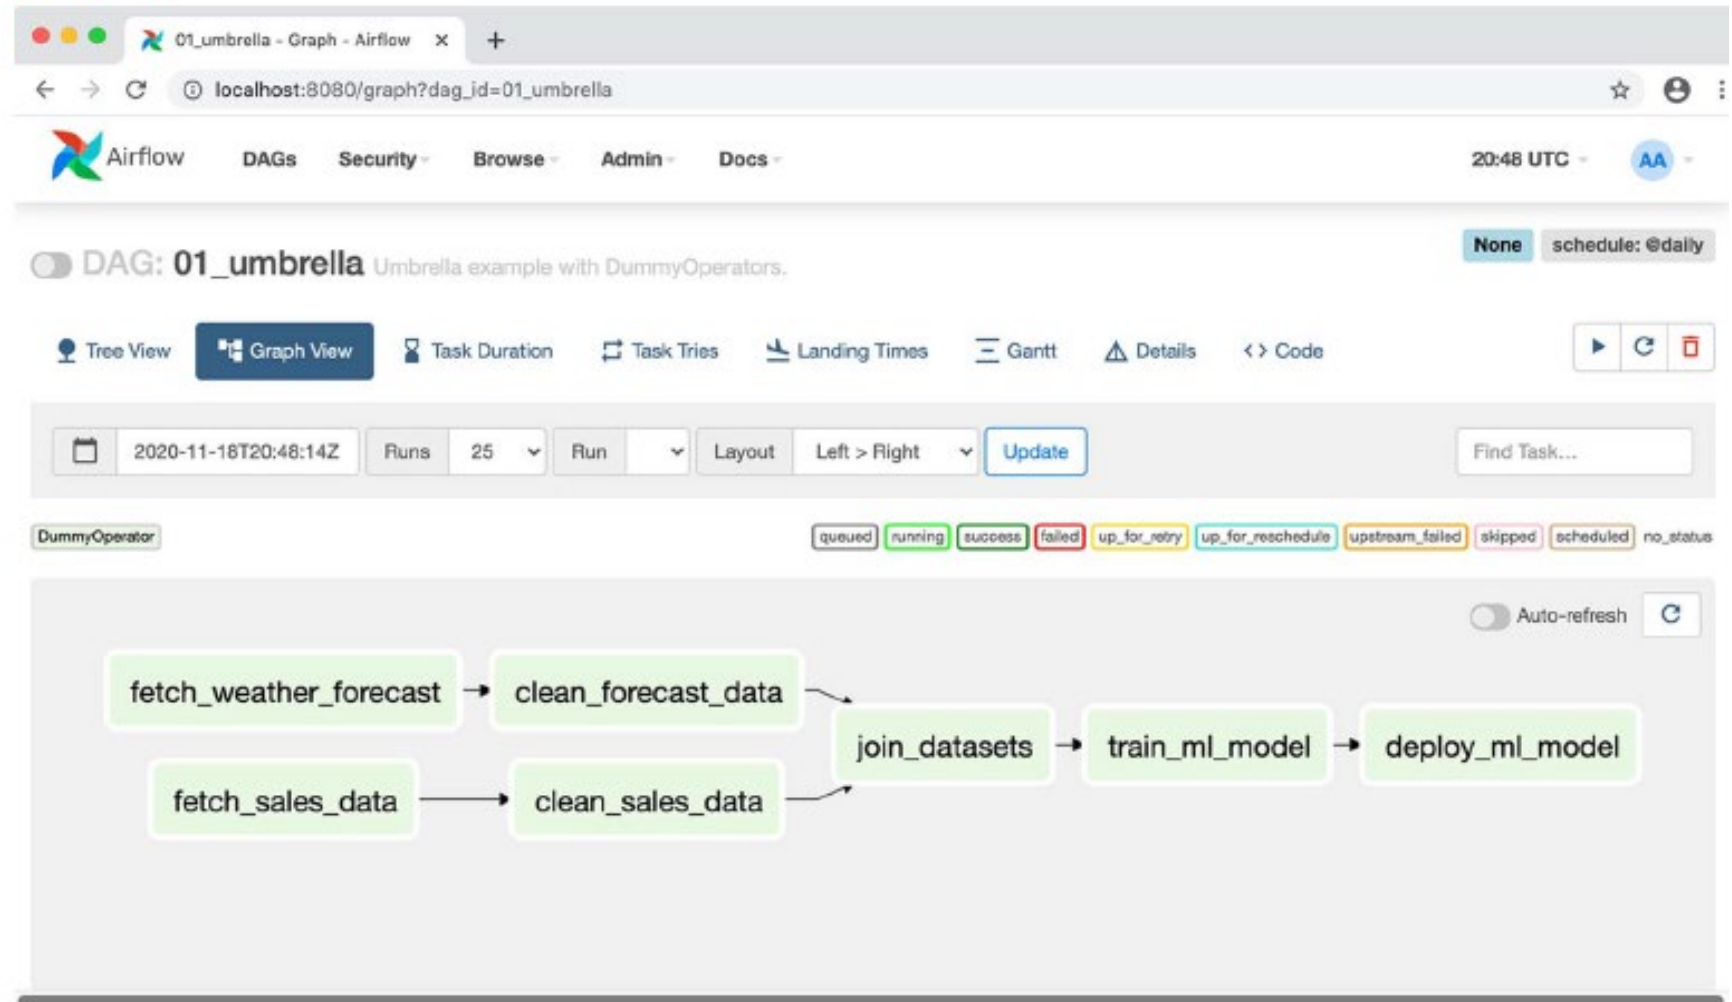 01_umbrella - Graph - Airflow
localhost:8080/graph?dag_id=01_umbrella
Airflow DAGs Security Browse Admin Docs 20:48 UTC AA
None schedule: @daily
DAG: 01_umbrella Umbrella example with DummyOperators.
Tree View Graph View Task Duration Task Tries Landing Times Gantt Details <> Code
2020-11-18T20:48:14Z Runs 25 Run Layout Left > Right Update Find Task...
DummyOperator queued running success failed up_for_retry up_for_reschedule upstream_failed skipped scheduled no_status
Auto-refresh
fetch_weather_forecast clean_forecast_data
join_datasets train_ml_model deploy_ml_model
fetch_sales_data clean_sales_data